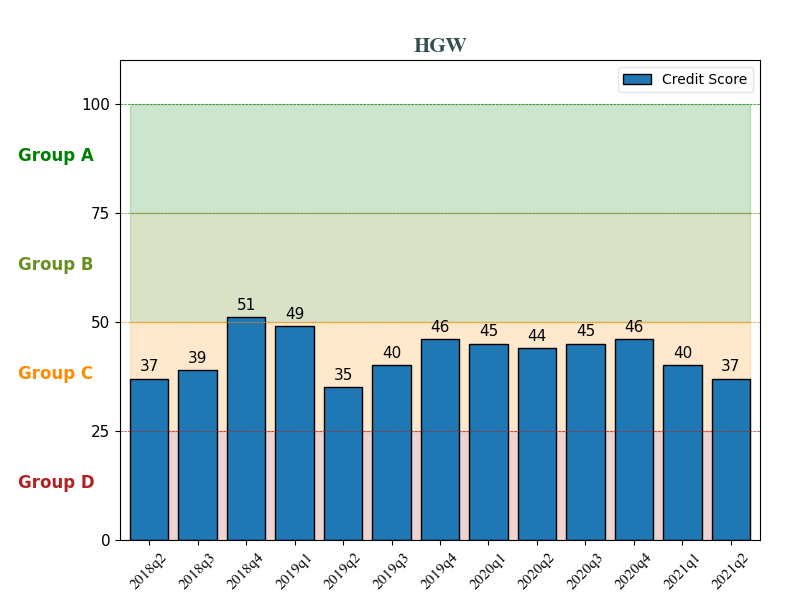 HGW
Credit Score
100
Group A
75
Group B
50
Group C
25
Group D
0
37
39
51
49
35
40
46
45
44
45
46
40
37
2018q2
2018q3
2018q4
2019q1
2019q2
2019q3
2019q4
2020q1
2020q2
2020q3
2020q4
2021q1
2021q2